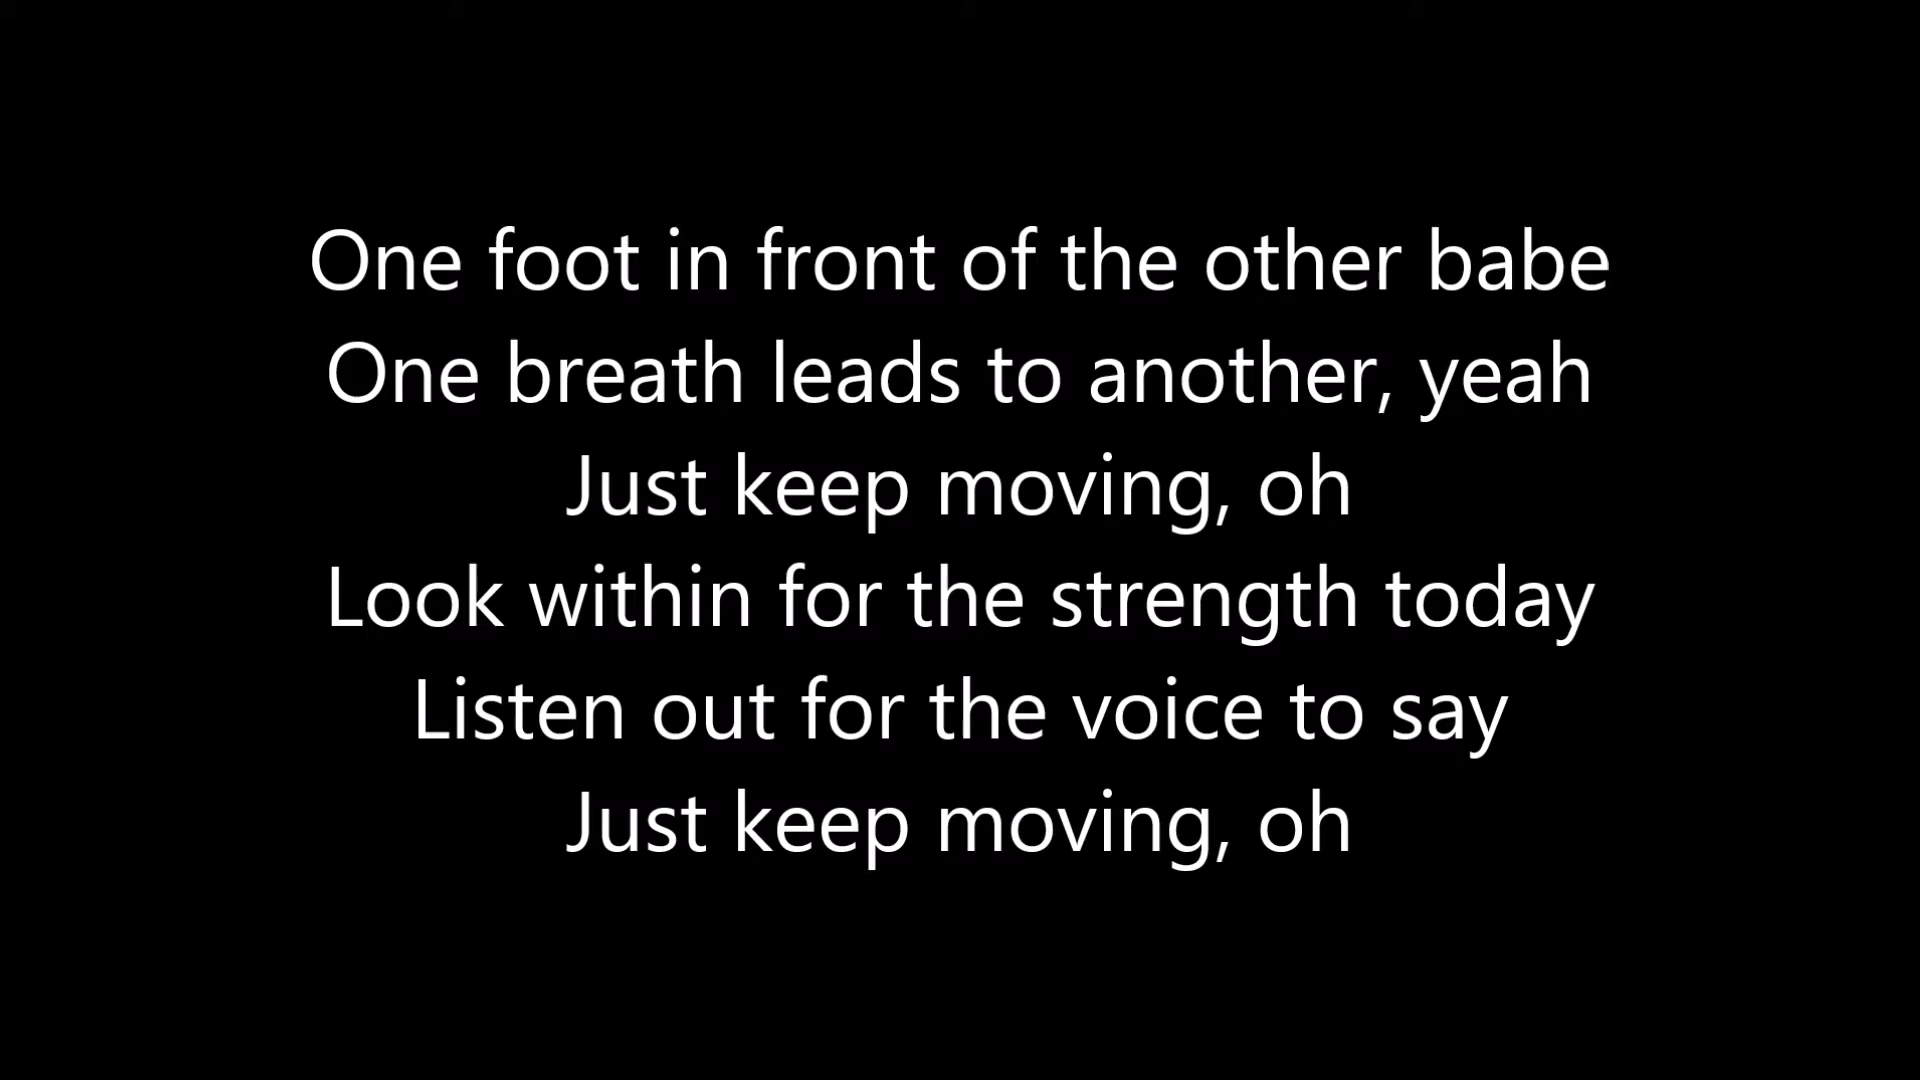 One foot in front of the other babe
One breath leads to another, yeah
Just keep moving, oh
Look within for the strength today
Listen out for the voice to say
Just keep moving, oh